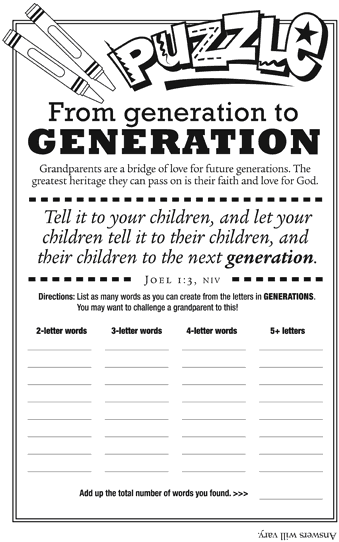 PUZZLE
From generation to
GENERATION
Grandparents are a bridge of love for future generations. The
greatest heritage they can pass on is their faith and love for God.
Tell it to your children, and let your
children tell it to their children, and
their children to the next generation.
JOEL 1:3, NIV
Directions: List as many words as you can create from the letters in GENERATIONS.
You may want to challenge a grandparent to this!
2-letter words 3-letter words 4-letter words 5+ letters
Add up the total number of words you found. >>>
Answers will vary.